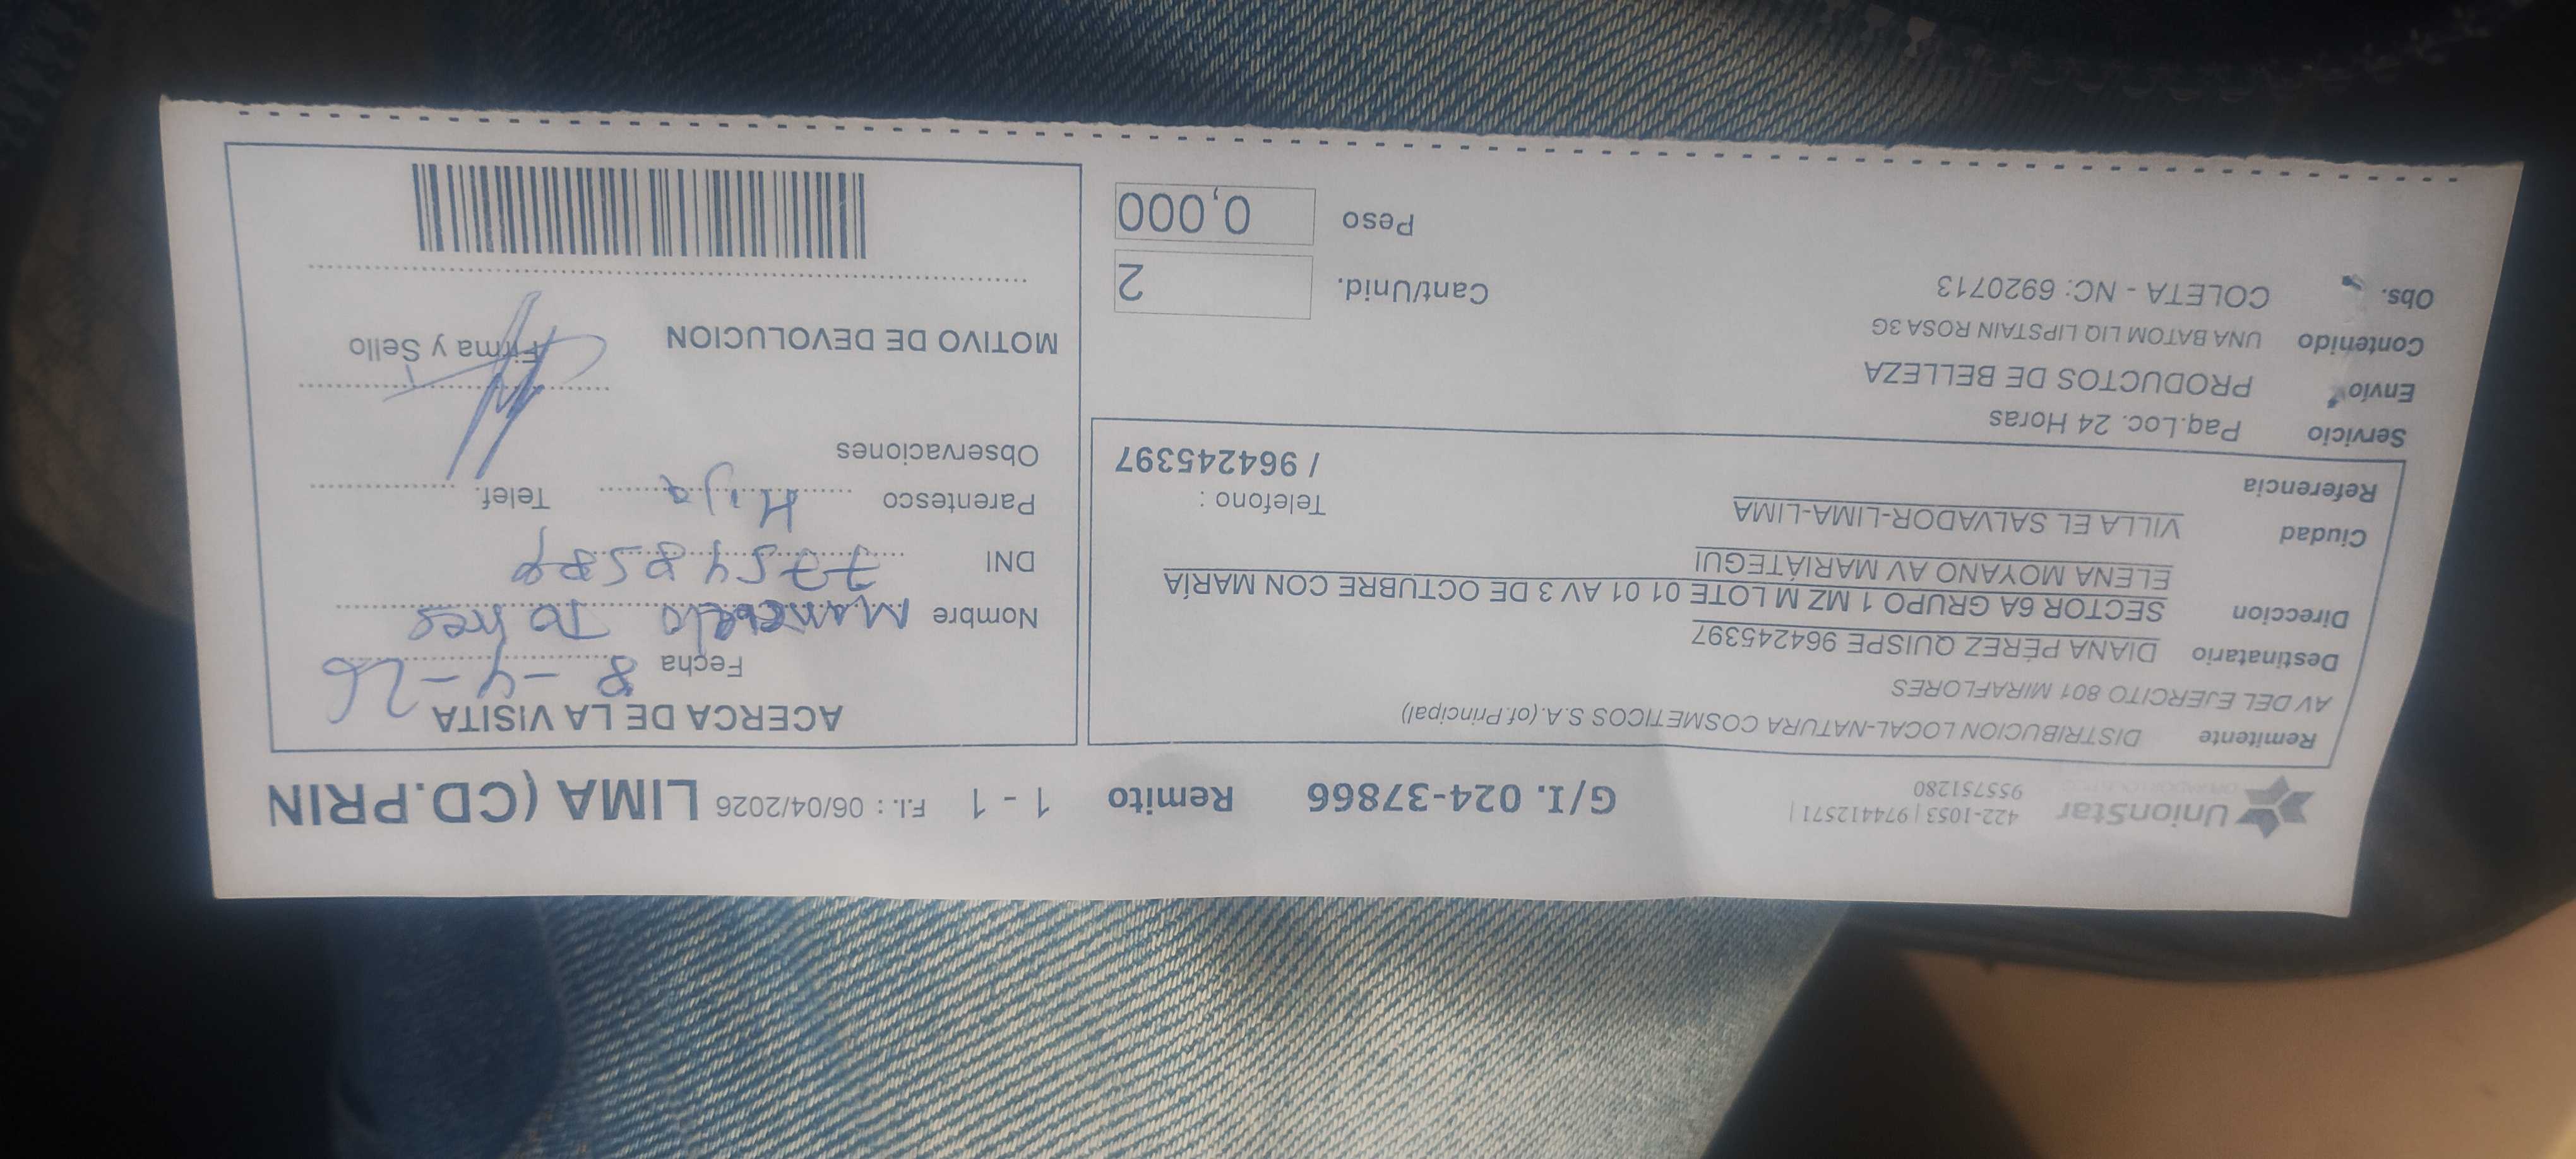 UnionStar 422-1053 | 974412571 | 955751280 G/I. 024-37866 Remito 1 - 1 F.I. : 06/04/2026 LIMA (CD.PRIN
Remitente DISTRIBUCION LOCAL-NATURA COSMETICOS S.A.(of.Principal)
AV DEL EJERCITO 801 MIRAFLORES
Destinatario DIANA PÉREZ QUISPE 964245397
Direccion SECTOR 6A GRUPO 1 MZ M LOTE 01 01 AV 3 DE OCTUBRE CON MARÍA
ELENA MOYANO AV MARIÁTEGUI
Ciudad VILLA EL SALVADOR-LIMA-LIMA Telefono :
Referencia / 964245397
Servicio Paq.Loc. 24 Horas
Envio PRODUCTOS DE BELLEZA
Contenido UNA BATOM LIQ LIPSTAIN ROSA 3G
Obs. COLETA - NC: 6920713
Cant/Unid. 2
Peso 0,000
ACERCA DE LA VISITA
Fecha 8-4-26
Nombre
DNI
Parentesco Hija Telef.
Observaciones
Firma y Sello
MOTIVO DE DEVOLUCION